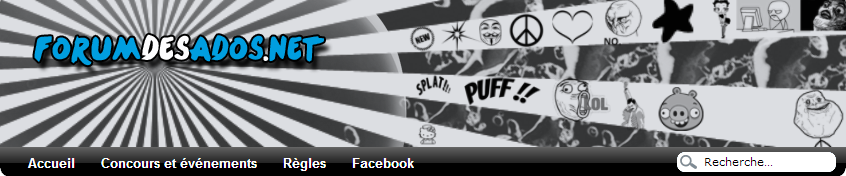 FORUMDESADOS.NET
NEW
NO.
SPLAT!!!
PUFF !!
LOL
Accueil Concours et événements Règles Facebook Recherche...